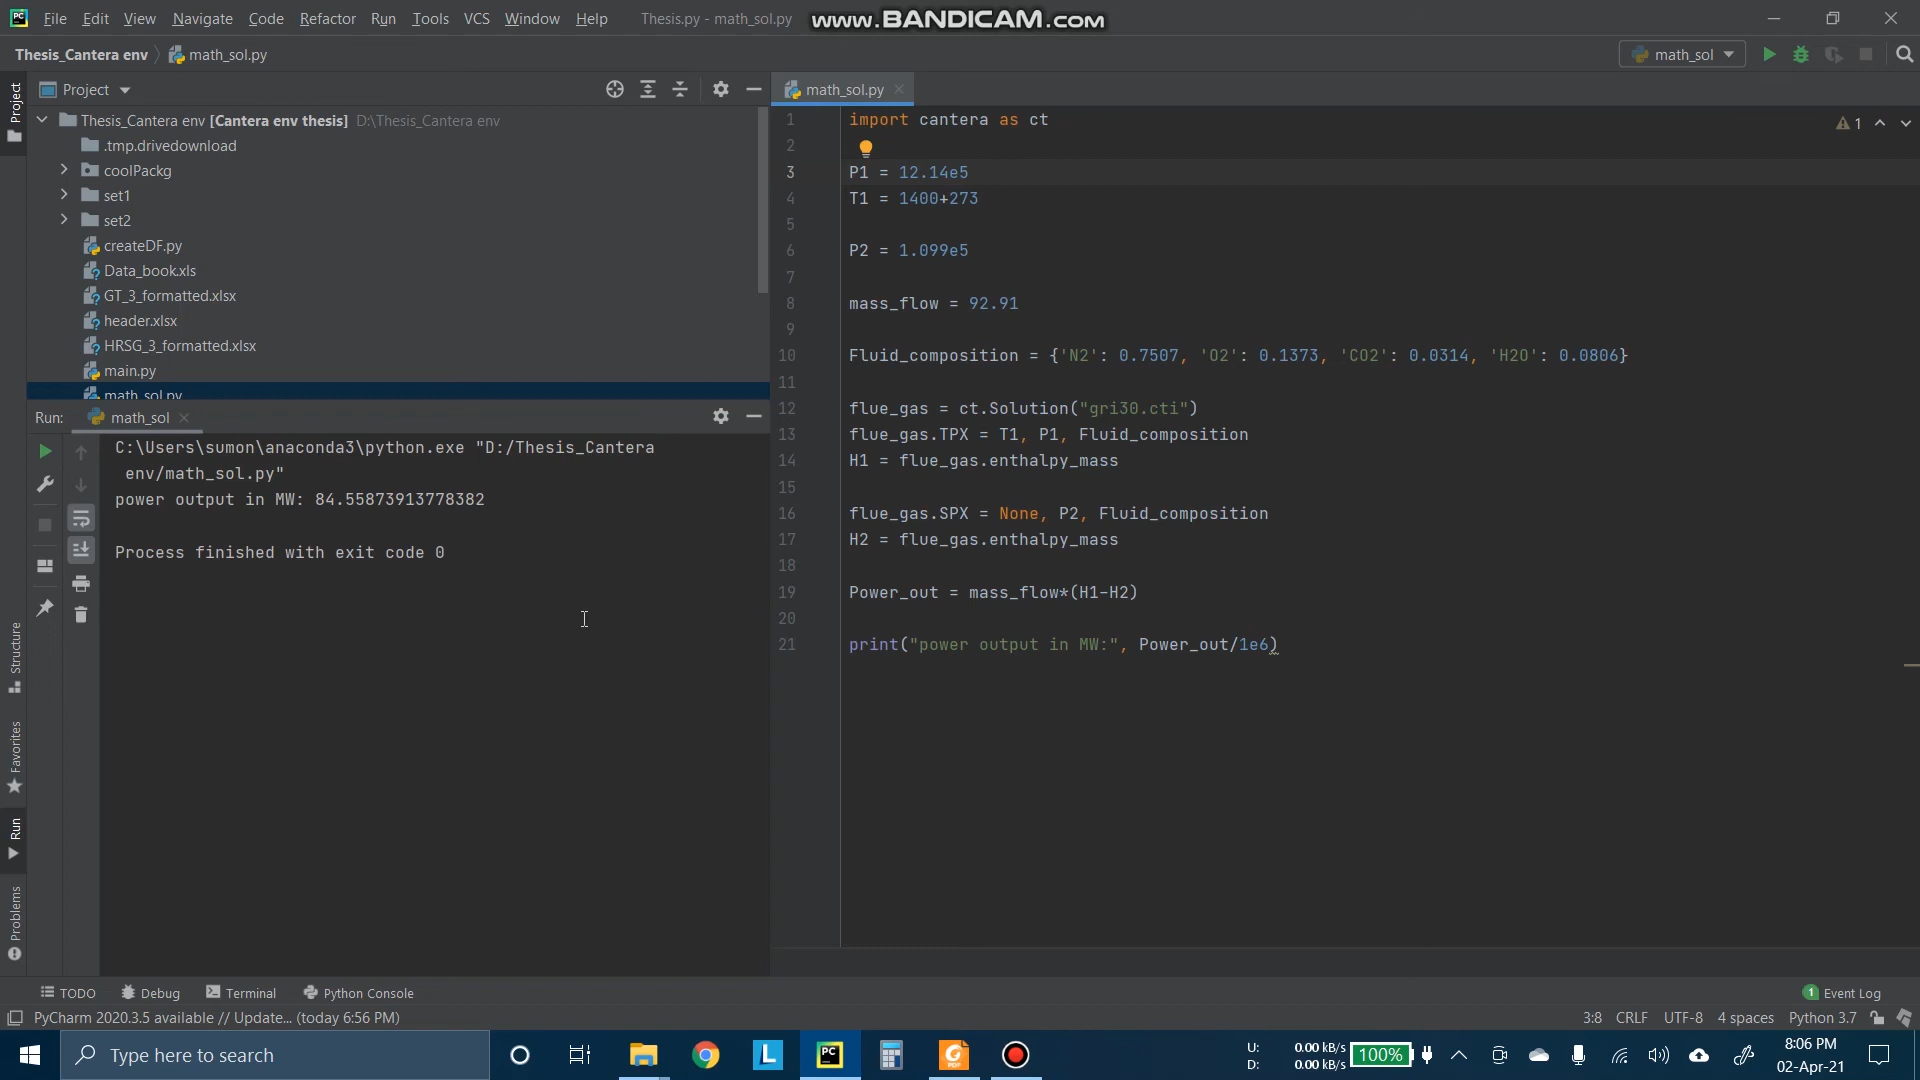 File Edit View Navigate Code Refactor Run Tools VCS Window Help Thesis.py - math_sol.py www.BANDICAM.com
Thesis_Cantera env math_sol.py math_sol
Project
Project
math_sol.py
Thesis_Cantera env [Cantera env thesis] D:\Thesis_Cantera env
.tmp.drivedownload
coolPackg
set1
set2
createDF.py
Data_book.xls
GT_3_formatted.xlsx
header.xlsx
HRSG_3_formatted.xlsx
main.py
math_sol.py
1 import cantera as ct
1
2
3 P1 = 12.14e5
4 T1 = 1400+273
5
6 P2 = 1.099e5
7
8 mass_flow = 92.91
9
10 Fluid_composition = {'N2': 0.7507, 'O2': 0.1373, 'CO2': 0.0314, 'H2O': 0.0806}
11
12 flue_gas = ct.Solution("gri30.cti")
13 flue_gas.TPX = T1, P1, Fluid_composition
14 H1 = flue_gas.enthalpy_mass
15
16 flue_gas.SPX = None, P2, Fluid_composition
17 H2 = flue_gas.enthalpy_mass
18
19 Power_out = mass_flow*(H1-H2)
20
21 print("power output in MW:", Power_out/1e6)
Run: math_sol
C:\Users\sumon\anaconda3\python.exe "D:/Thesis_Cantera
env/math_sol.py"
power output in MW: 84.55873913778382
Process finished with exit code 0
Structure
Favorites
Run
Problems
TODO Debug Terminal Python Console 1 Event Log
PyCharm 2020.3.5 available // Update... (today 6:56 PM) 3:8 CRLF UTF-8 4 spaces Python 3.7
Type here to search
PC
L
G
PDF
U: 0.00 kB/s
D: 0.00 kB/s
100%
8:06 PM
02-Apr-21